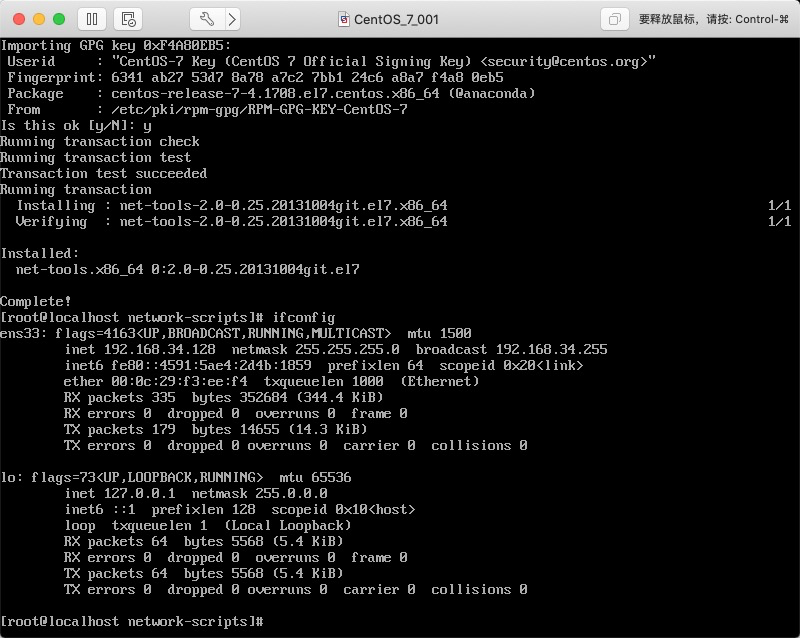 CentOS_7_001
要释放鼠标，请按: Control-⌘
Importing GPG key 0xF4A80EB5:
 Userid     : "CentOS-7 Key (CentOS 7 Official Signing Key) <security@centos.org>"
 Fingerprint: 6341 ab27 53d7 8a78 a7c2 7bb1 24c6 a8a7 f4a8 0eb5
 Package    : centos-release-7-4.1708.el7.centos.x86_64 (@anaconda)
 From       : /etc/pki/rpm-gpg/RPM-GPG-KEY-CentOS-7
Is this ok [y/N]: y
Running transaction check
Running transaction test
Transaction test succeeded
Running transaction
  Installing : net-tools-2.0-0.25.20131004git.el7.x86_64 1/1
  Verifying  : net-tools-2.0-0.25.20131004git.el7.x86_64 1/1
Installed:
  net-tools.x86_64 0:2.0-0.25.20131004git.el7
Complete!
[root@localhost network-scripts]# ifconfig
ens33: flags=4163<UP,BROADCAST,RUNNING,MULTICAST>  mtu 1500
        inet 192.168.34.128  netmask 255.255.255.0  broadcast 192.168.34.255
        inet6 fe80::4591:5ae4:2d4b:1859  prefixlen 64  scopeid 0x20<link>
        ether 00:0c:29:f3:ee:f4  txqueuelen 1000  (Ethernet)
        RX packets 335  bytes 352684 (344.4 KiB)
        RX errors 0  dropped 0  overruns 0  frame 0
        TX packets 179  bytes 14655 (14.3 KiB)
        TX errors 0  dropped 0 overruns 0  carrier 0  collisions 0
lo: flags=73<UP,LOOPBACK,RUNNING>  mtu 65536
        inet 127.0.0.1  netmask 255.0.0.0
        inet6 ::1  prefixlen 128  scopeid 0x10<host>
        loop  txqueuelen 1  (Local Loopback)
        RX packets 64  bytes 5568 (5.4 KiB)
        RX errors 0  dropped 0  overruns 0  frame 0
        TX packets 64  bytes 5568 (5.4 KiB)
        TX errors 0  dropped 0 overruns 0  carrier 0  collisions 0
[root@localhost network-scripts]#